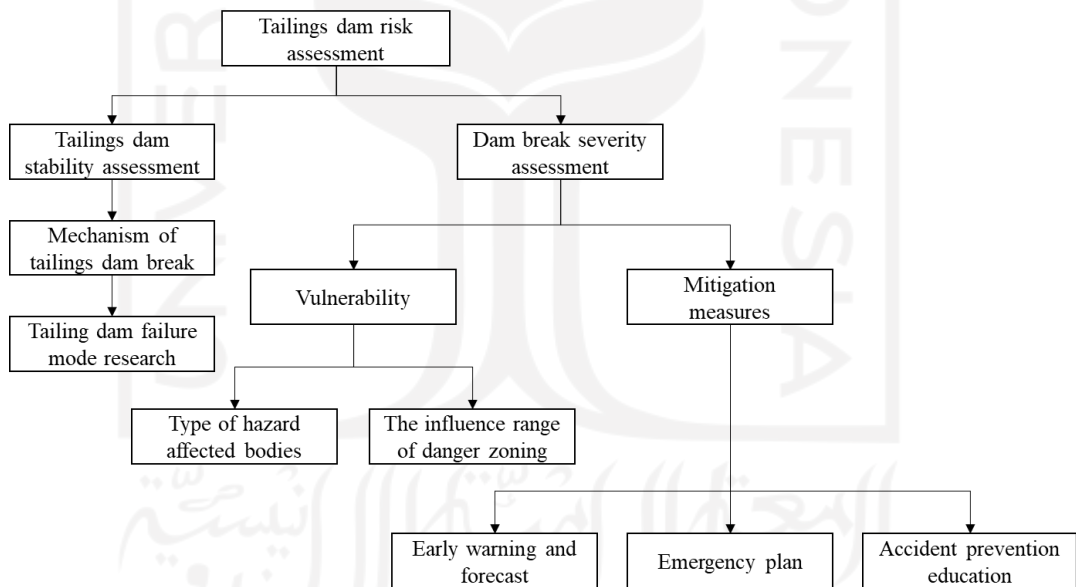 Tailings dam risk
assessment
Tailings dam
stability assessment
Dam break severity
assessment
Mechanism of
tailings dam break
Vulnerability
Mitigation
measures
Tailing dam failure
mode research
Type of hazard
affected bodies
The influence range
of danger zoning
Early warning and
forecast
Emergency plan
Accident prevention
education